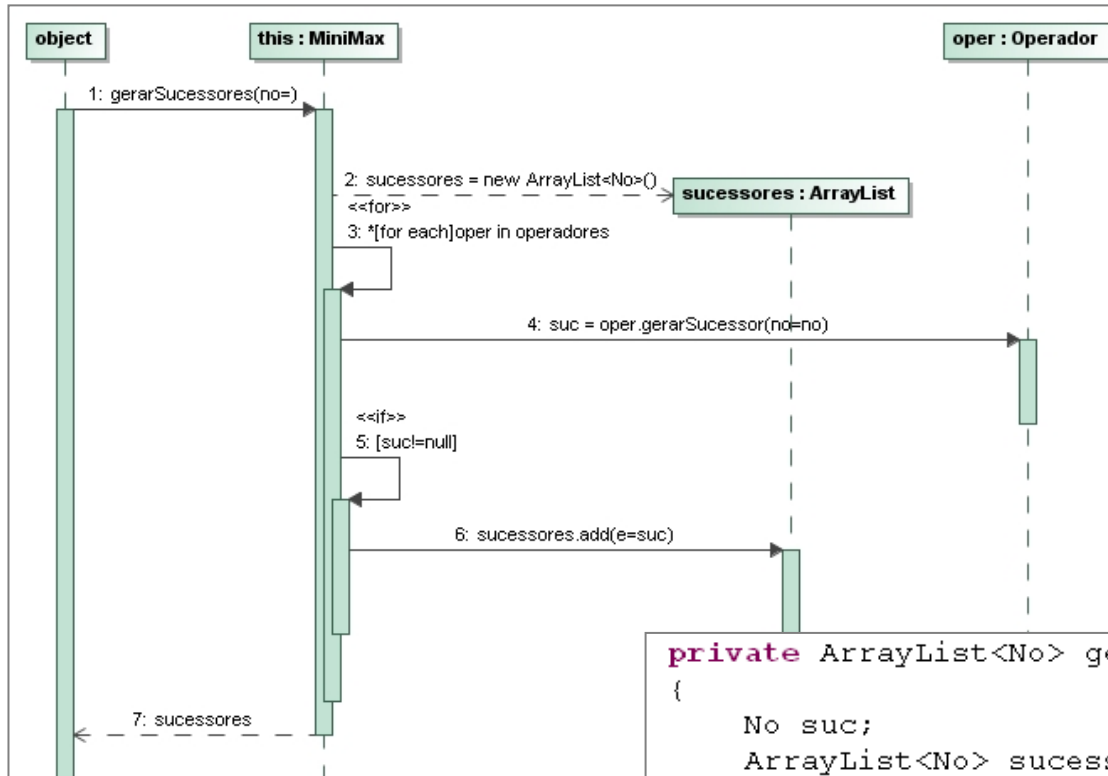 object
this : MiniMax
oper : Operador
1: gerarSucessores(no=)
2: sucessores = new ArrayList<No>()
sucessores : ArrayList
<<for>>
3: *[for each]oper in operadores
4: suc = oper.gerarSucessor(no=no)
<<if>>
5: [suc!=null]
6: sucessores.add(e=suc)
private ArrayList<No> ge
{
No suc;
7: sucessores
ArrayList<No> sucess